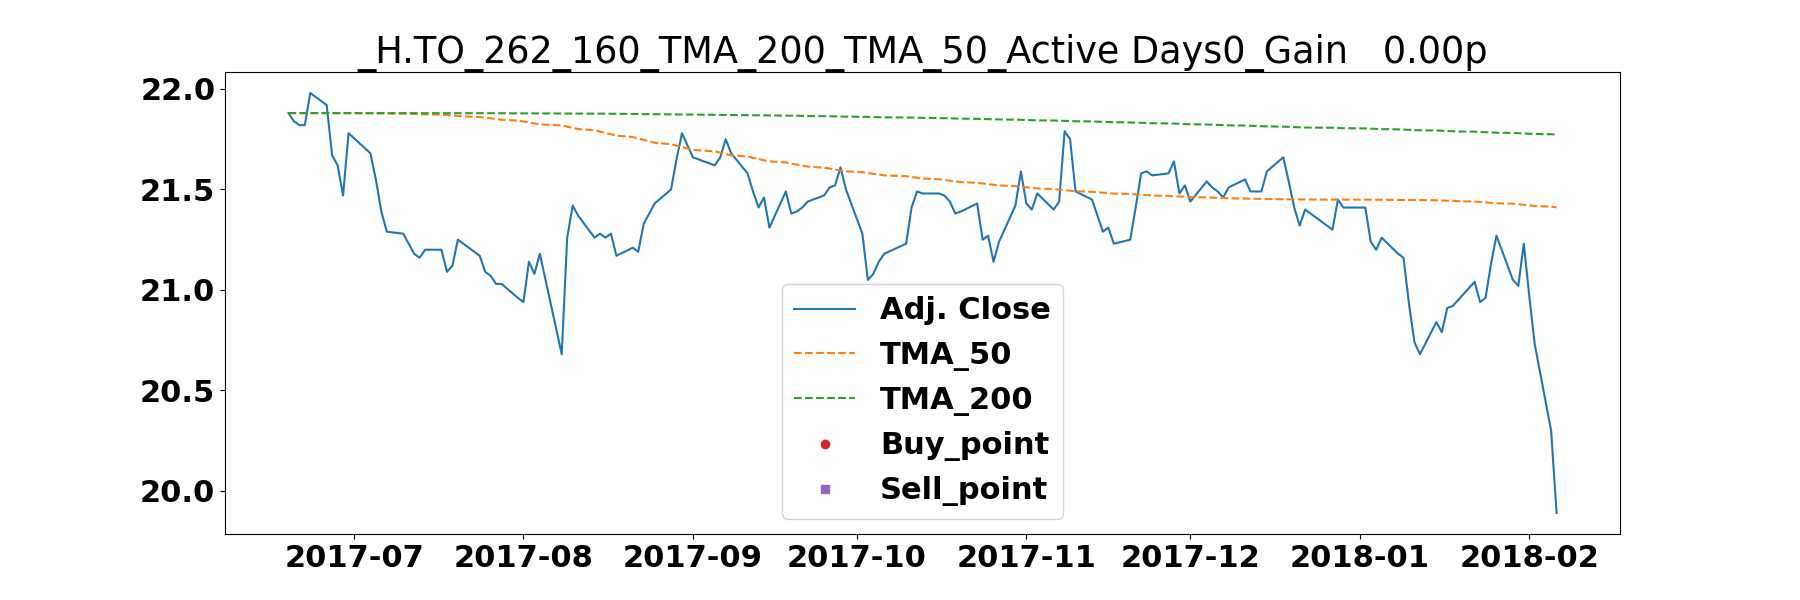 _H.TO_262_160_TMA_200_TMA_50_Active Days0_Gain   0.00p
22.0
21.5
21.0
20.5
20.0
Adj. Close
TMA_50
TMA_200
Buy_point
Sell_point
2017-07 2017-08 2017-09 2017-10 2017-11 2017-12 2018-01 2018-02